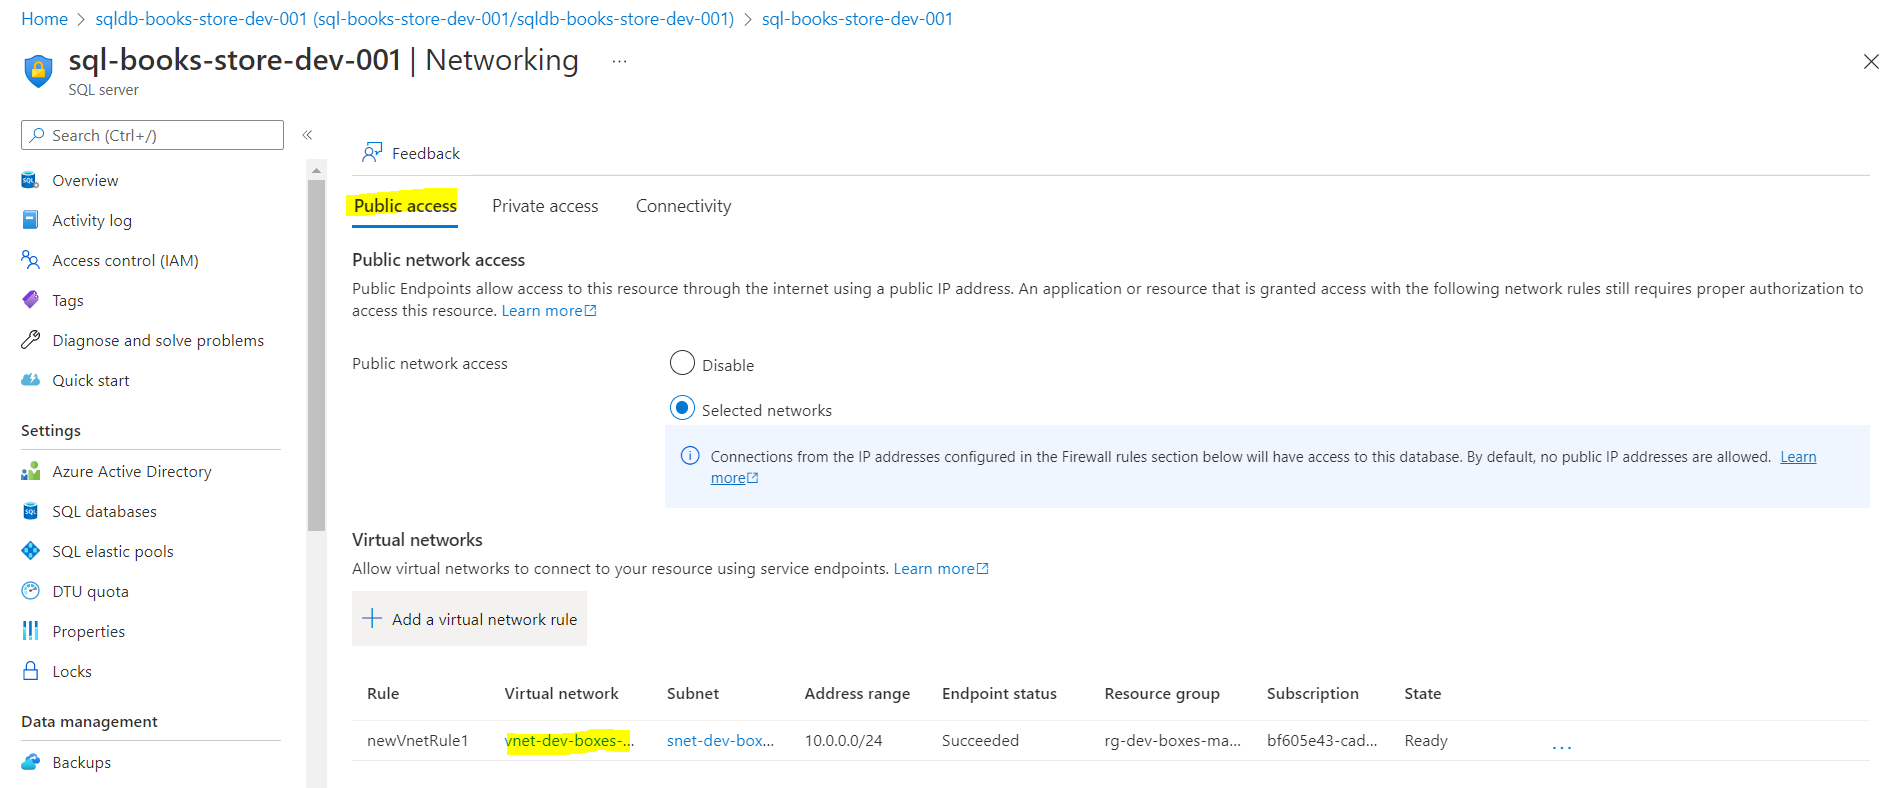 Home > sqldb-books-store-dev-001 (sql-books-store-dev-001/sqldb-books-store-dev-001) > sql-books-store-dev-001
sql-books-store-dev-001 | Networking ...
SQL server
Search (Ctrl+/)
«
Overview
Activity log
Access control (IAM)
Tags
Diagnose and solve problems
Quick start
Settings
Azure Active Directory
SQL databases
SQL elastic pools
DTU quota
Properties
Locks
Data management
Backups
Feedback
Public access Private access Connectivity
Public network access
Public Endpoints allow access to this resource through the internet using a public IP address. An application or resource that is granted access with the following network rules still requires proper authorization to
access this resource. Learn more
Public network access
Disable
Selected networks
Connections from the IP addresses configured in the Firewall rules section below will have access to this database. By default, no public IP addresses are allowed. Learn
more
Virtual networks
Allow virtual networks to connect to your resource using service endpoints. Learn more
+ Add a virtual network rule
Rule Virtual network Subnet Address range Endpoint status Resource group Subscription State
newVnetRule1 vnet-dev-boxes-... snet-dev-box... 10.0.0.0/24 Succeeded rg-dev-boxes-ma... bf605e43-cad... Ready ...